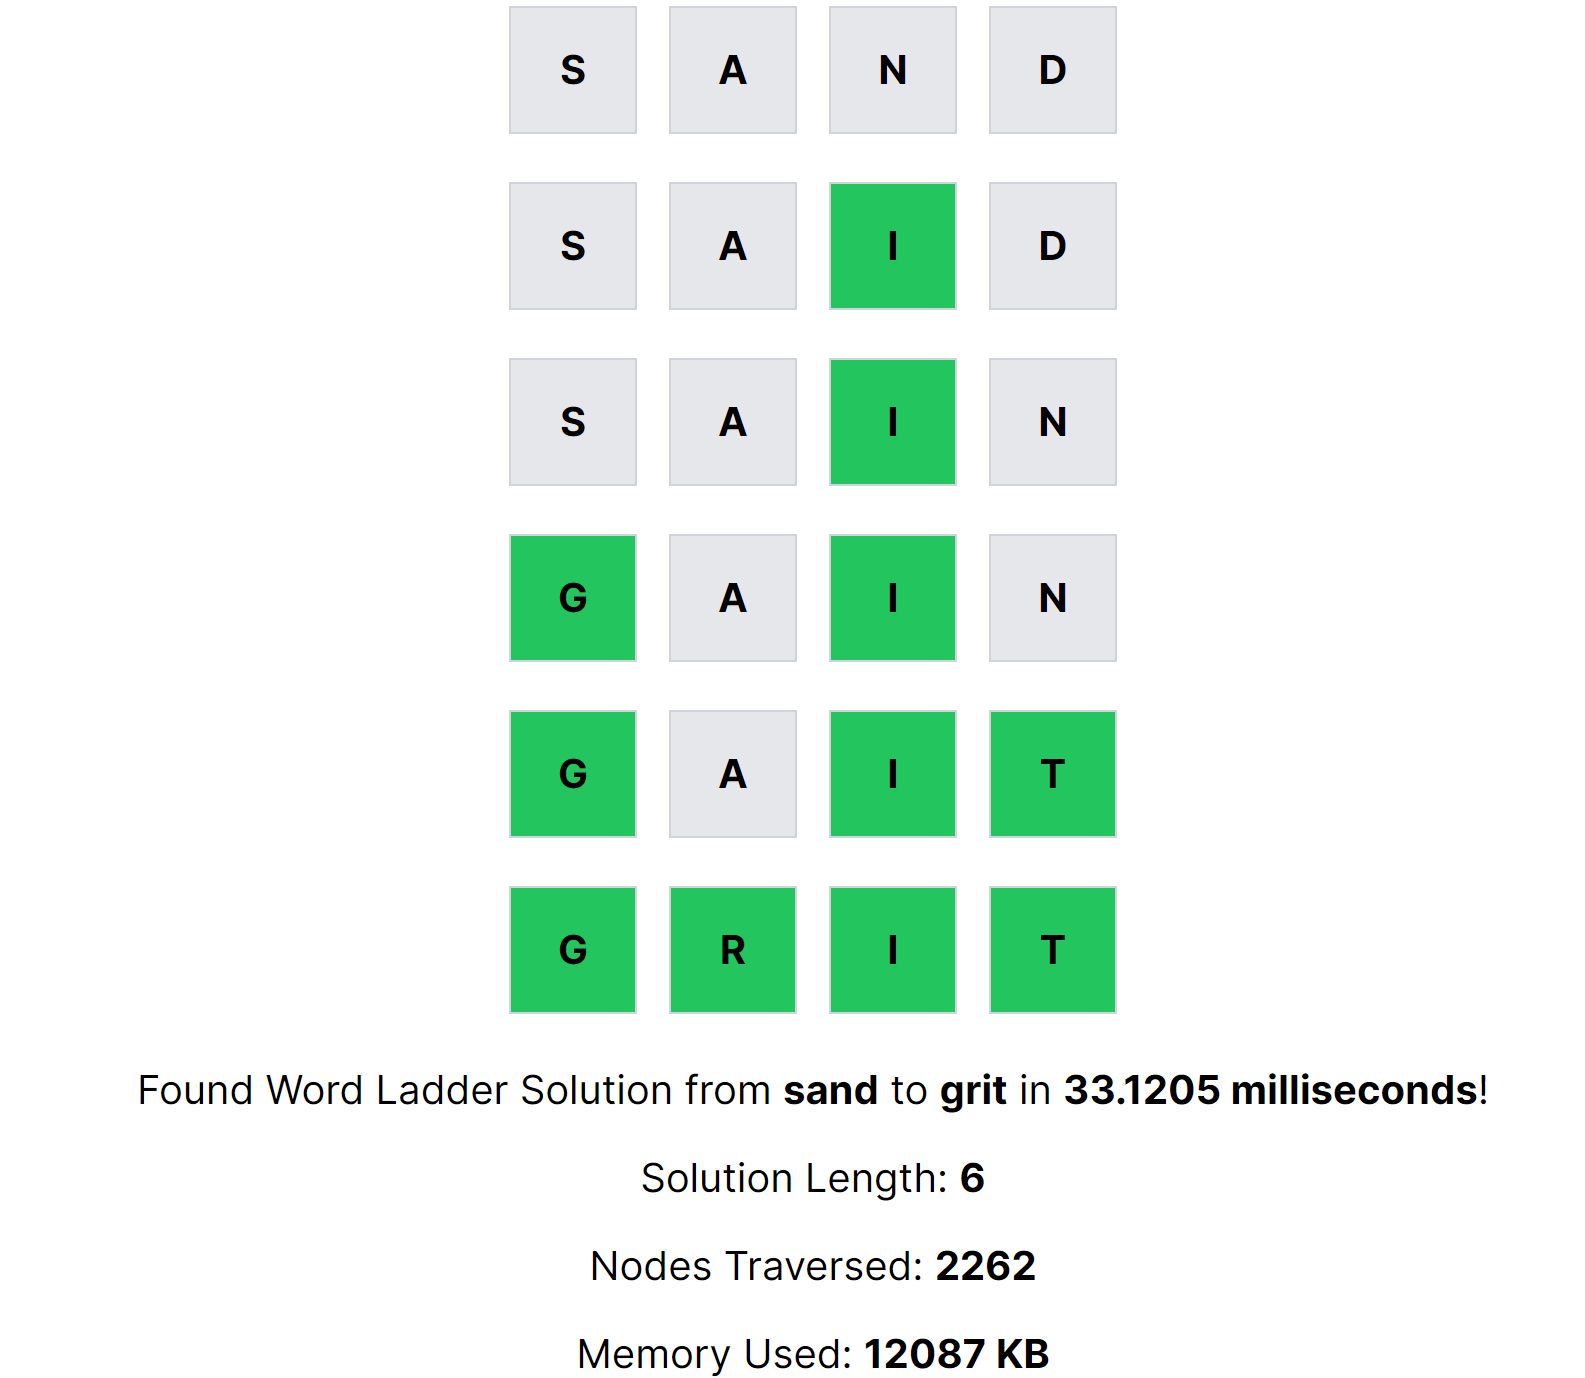 S A N D
S A I D
S A I N
G A I N
G A I T
G R I T
Found Word Ladder Solution from sand to grit in 33.1205 milliseconds!
Solution Length: 6
Nodes Traversed: 2262
Memory Used: 12087 KB